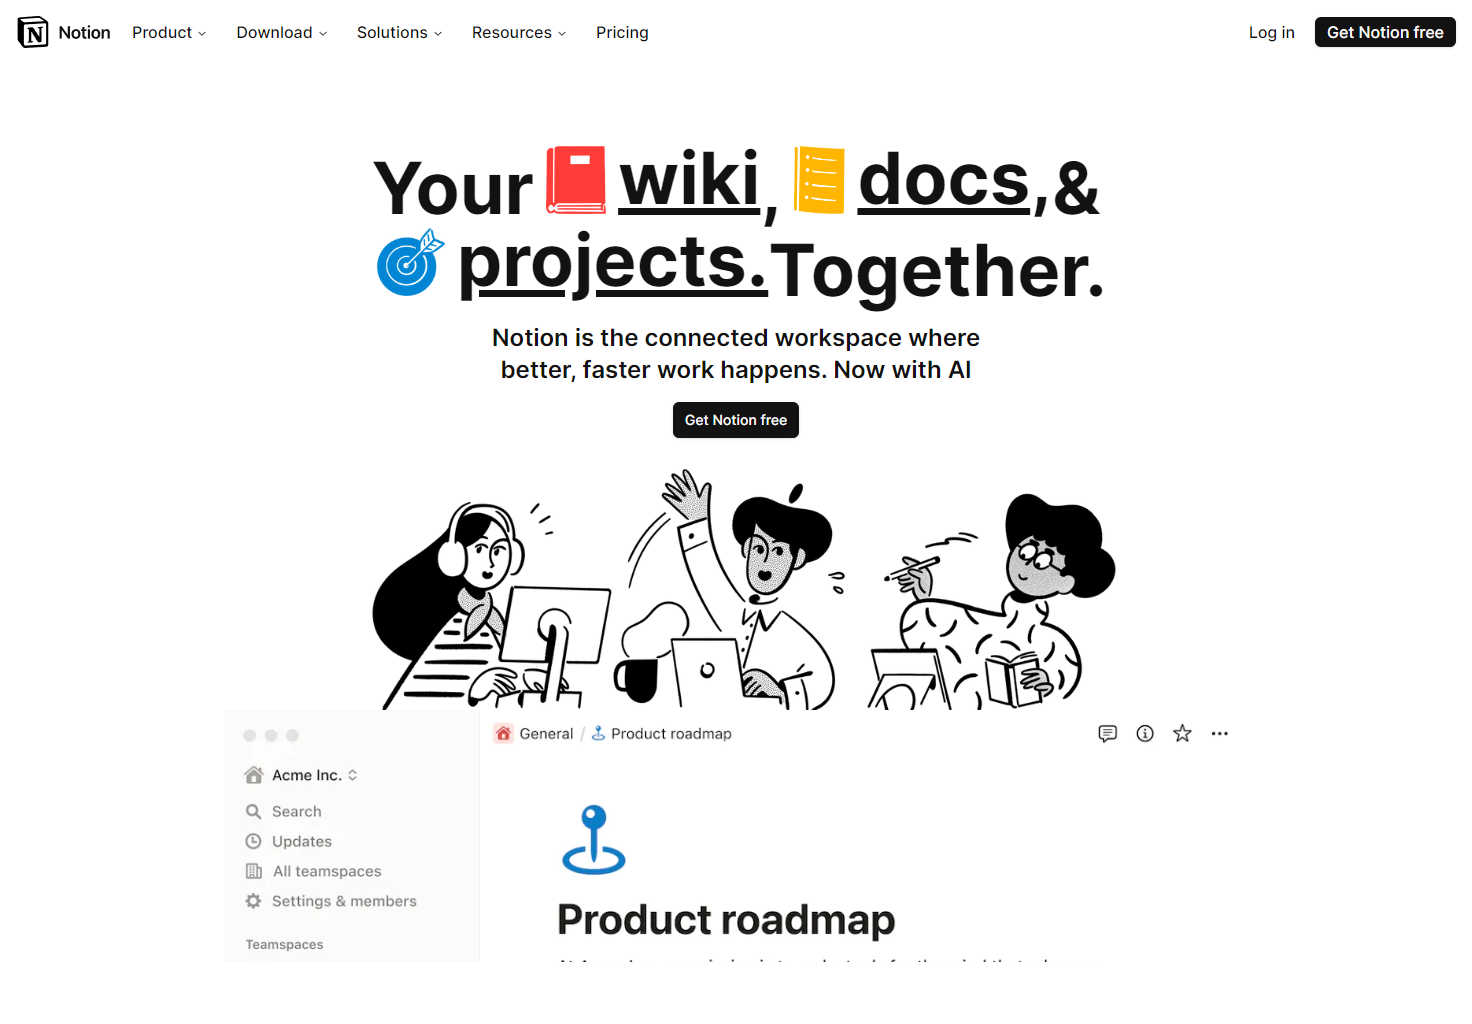 Notion Product Download Solutions Resources Pricing Log in Get Notion free
Your wiki, docs, &
projects. Together.
Notion is the connected workspace where
better, faster work happens. Now with AI
Get Notion free
General / Product roadmap
Acme Inc.
Search
Updates
All teamspaces
Settings & members
Teamspaces
Product roadmap